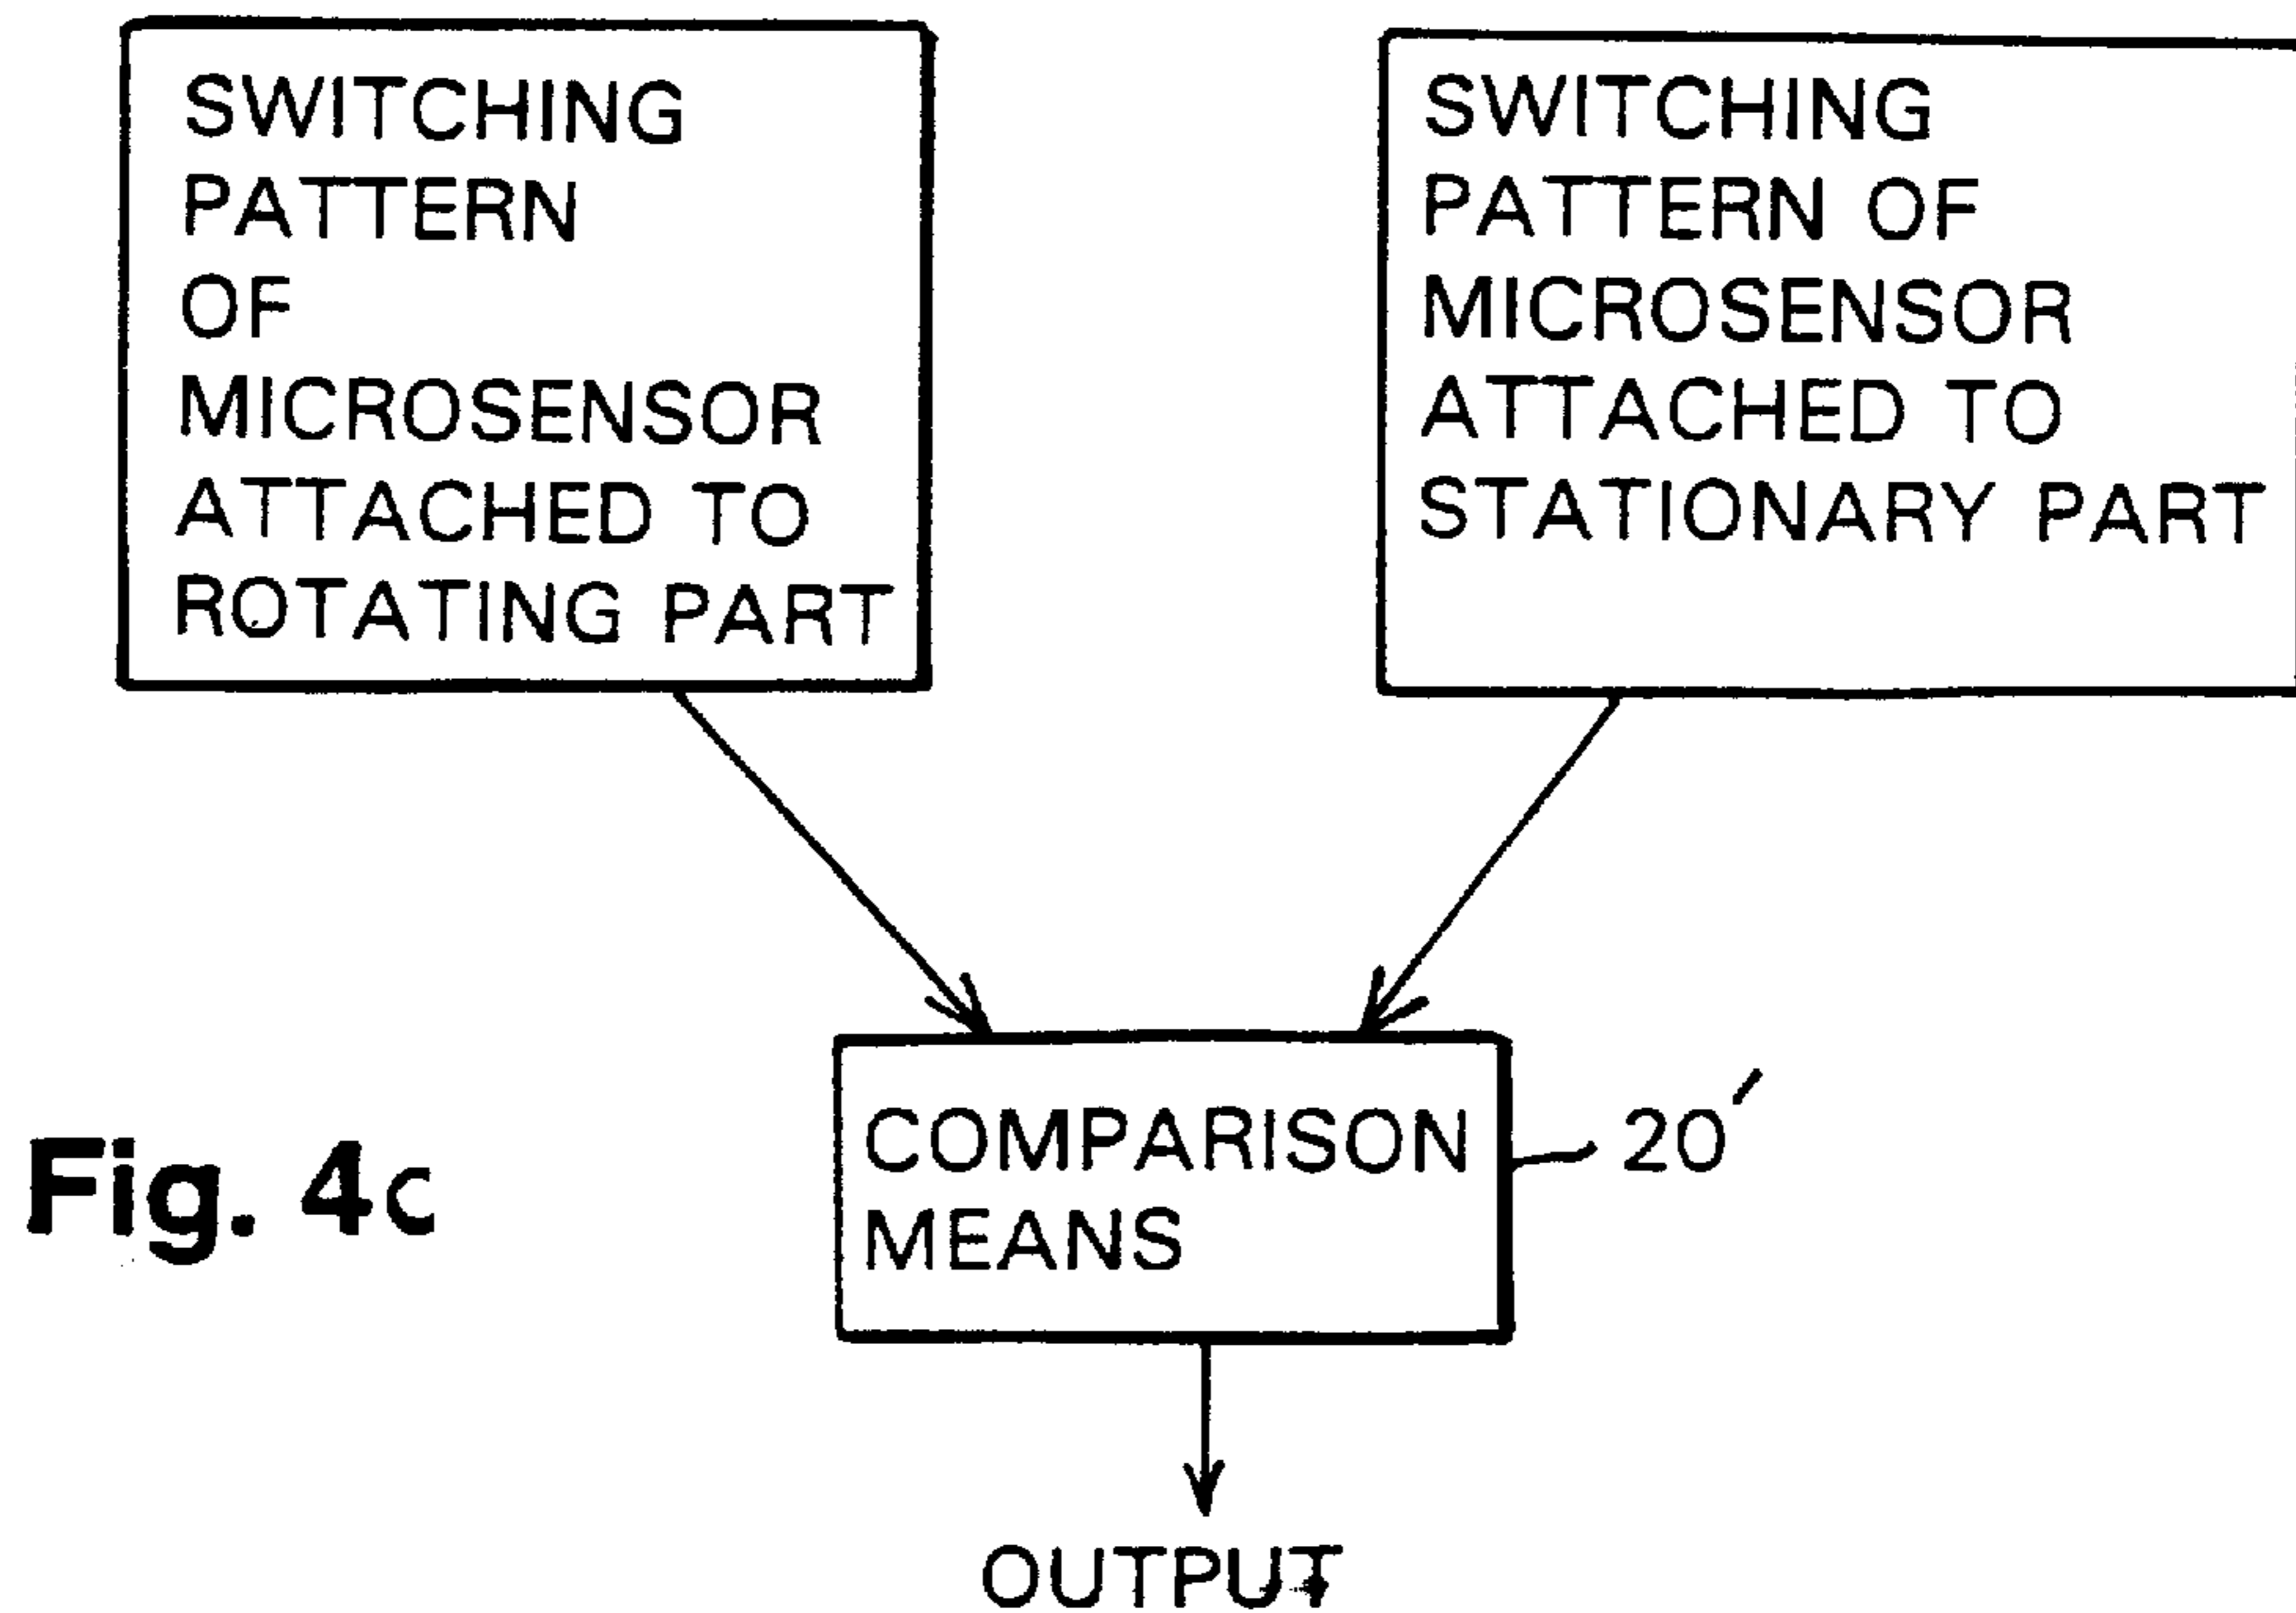 SWITCHING
PATTERN
OF
MICROSENSOR
ATTACHED TO
ROTATING PART
SWITCHING
PATTERN OF
MICROSENSOR
ATTACHED TO
STATIONARY PART
COMPARISON
MEANS
20′
Fig. 4c
OUTPUT